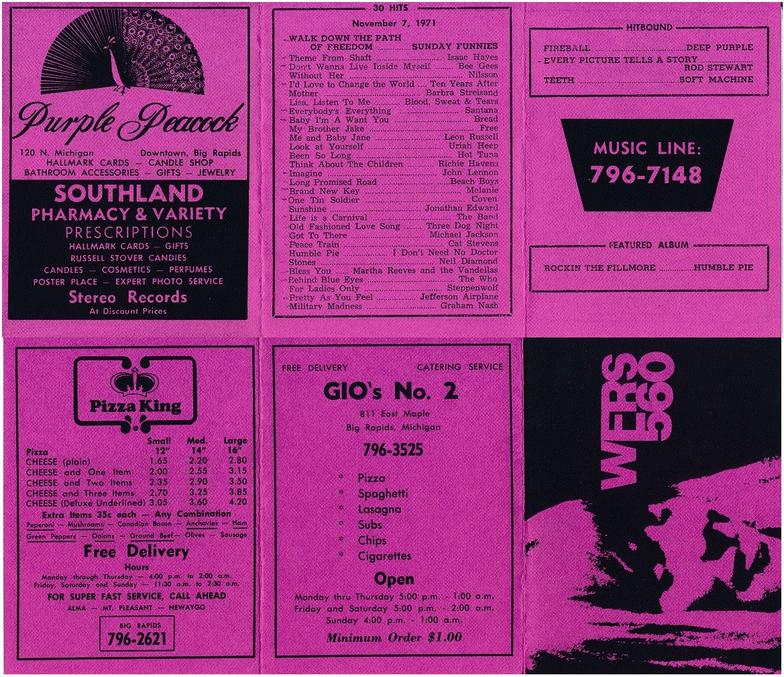 Purple Peacock
120 N. Michigan Downtown, Big Rapids
HALLMARK CARDS — CANDLE SHOP
BATHROOM ACCESSORIES — GIFTS — JEWELRY
SOUTHLAND
PHARMACY & VARIETY
PRESCRIPTIONS
HALLMARK CARDS — GIFTS
RUSSELL STOVER CANDIES
CANDLES — COSMETICS — PERFUMES
POSTER PLACE — EXPERT PHOTO SERVICE
Stereo Records
At Discount Prices
30 HITS
November 7, 1971
WALK DOWN THE PATH
OF FREEDOM SUNDAY FUNNIES
Theme From Shaft Isaac Hayes
Don't Wanna Live Inside Myself Bee Gees
Without Her Nilsson
I'd Love to Change the World Ten Years After
Mother Barbra Streisand
Lisa, Listen To Me Blood, Sweat & Tears
Everybody's Everything Santana
Baby I'm A Want You Bread
My Brother Jake Free
Me and Baby Jane Leon Russell
Look at Yourself Uriah Heep
Been So Long Hot Tuna
Think About The Children Richie Havens
Imagine John Lennon
Long Promised Road Beach Boys
Brand New Key Melanie
One Tin Soldier Coven
Sunshine Jonathan Edward
Life is a Carnival The Band
Old Fashioned Love Song Three Dog Night
Got To There Michael Jackson
Peace Train Cat Stevens
Humble Pie I Don't Need No Doctor
Stones Neil Diamond
Bless You Martha Reeves and the Vandellas
Behind Blue Eyes The Who
For Ladies Only Steppenwolf
Pretty As You Feel Jefferson Airplane
Military Madness Graham Nash
HITBOUND
FIREBALL DEEP PURPLE
EVERY PICTURE TELLS A STORY
ROD STEWART
TEETH SOFT MACHINE
MUSIC LINE:
796-7148
FEATURED ALBUM
ROCKIN THE FILLMORE HUMBLE PIE
Pizza King
Small Med. Large
Pizza 12" 14" 16"
CHEESE (plain) 1.65 2.20 2.80
CHEESE and One Item 2.00 2.55 3.15
CHEESE and Two Items 2.35 2.90 3.50
CHEESE and Three Items 2.70 3.25 3.85
CHEESE (Deluxe Underlined) 3.05 3.60 4.20
Extra Items 35c each — Any Combination
Peperoni — Mushrooms — Canadian Bacon — Anchovies — Ham
Green Peppers — Onions — Ground Beef — Olives — Sausage
Free Delivery
Hours
Monday through Thursday — 4:00 p.m. to 2:00 a.m.
Friday, Saturday and Sunday — 11:30 a.m. to 2:30 a.m.
FOR SUPER FAST SERVICE, CALL AHEAD
ALMA — MT. PLEASANT — NEWAYGO
BIG RAPIDS
796-2621
FREE DELIVERY CATERING SERVICE
GIO's No. 2
811 East Maple
Big Rapids, Michigan
796-3525
° Pizza
° Spaghetti
° Lasagna
° Subs
° Chips
° Cigarettes
Open
Monday thru Thursday 5:00 p.m. - 1:00 a.m.
Friday and Saturday 5:00 p.m. - 2:00 a.m.
Sunday 4:00 p.m. - 1:00 a.m.
Minimum Order $1.00
WERS
560